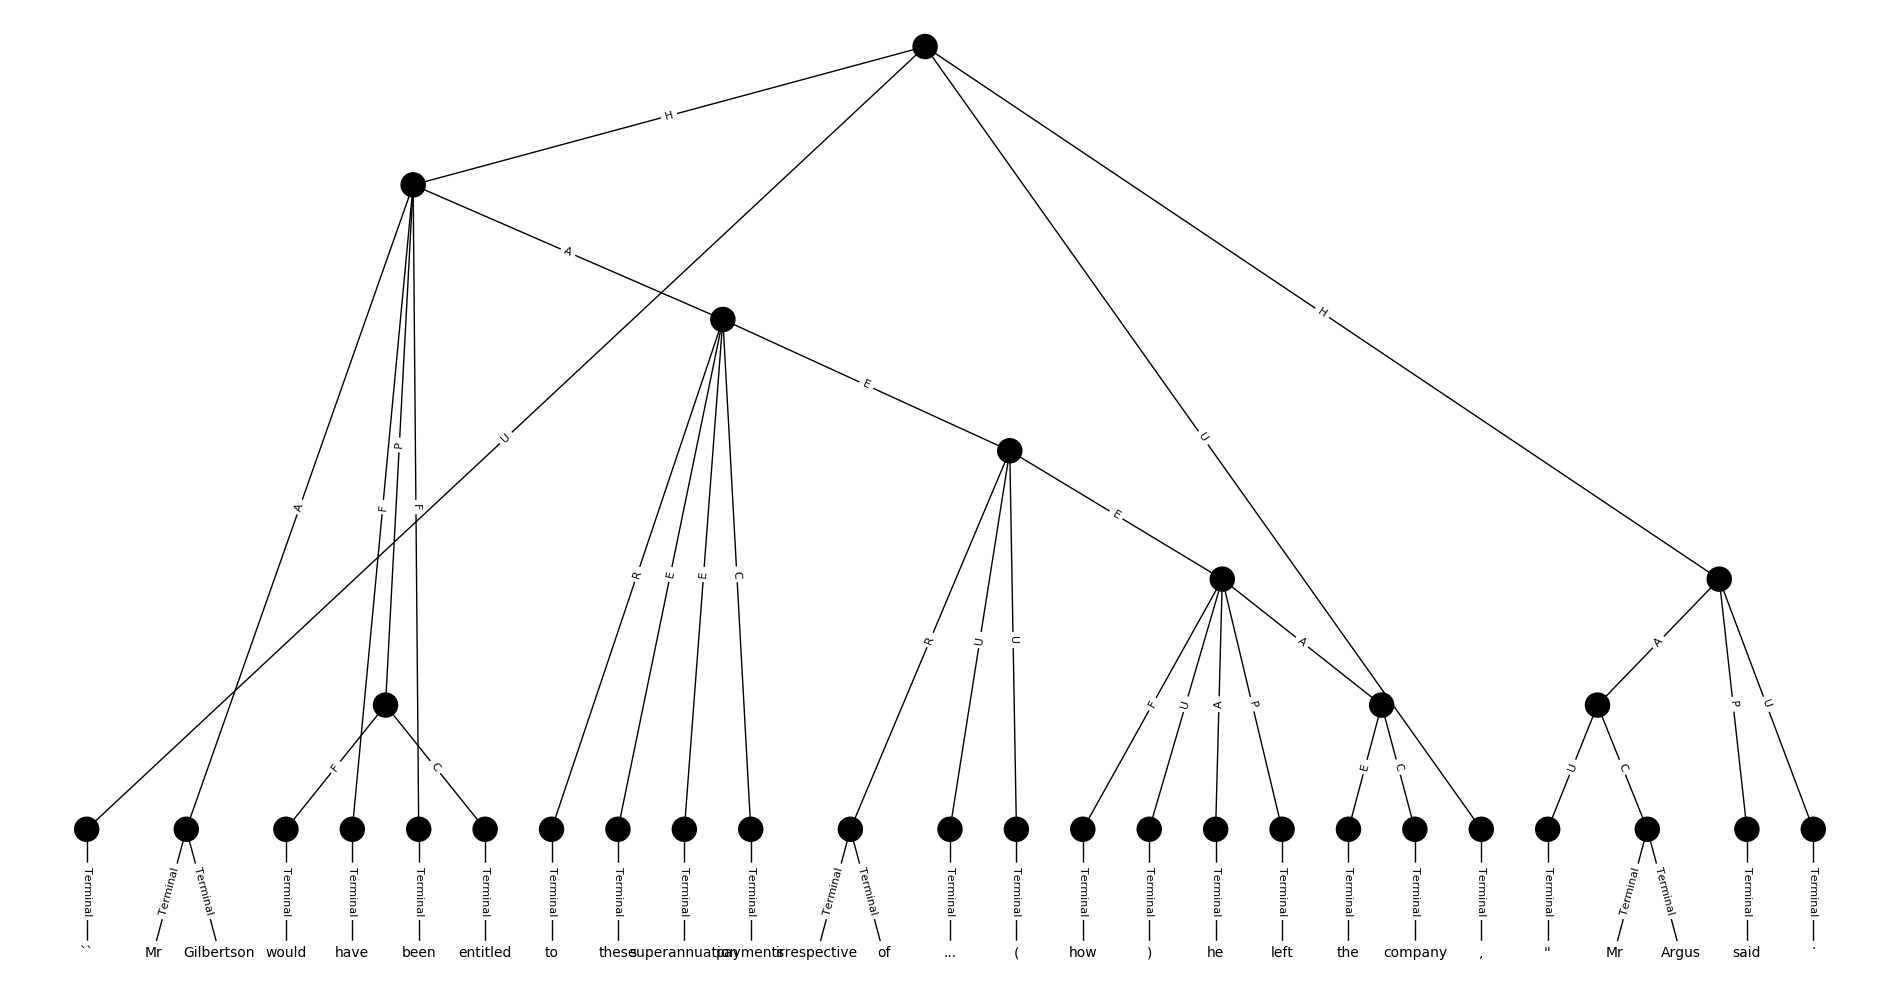 H
A
H
E
U
U
P
A
F
F
E
R
E
E
C
R
U
U
A
A
F
U
A
P
P
U
F
C
E
C
U
C
Terminal Terminal Terminal Terminal Terminal Terminal Terminal Terminal Terminal Terminal Terminal Terminal Terminal Terminal Terminal Terminal Terminal Terminal Terminal Terminal Terminal Terminal Terminal Terminal Terminal Terminal Terminal
`` Mr Gilbertson would have been entitled to these superannuation payments irrespective of ... ( how ) he left the company , " Mr Argus said .